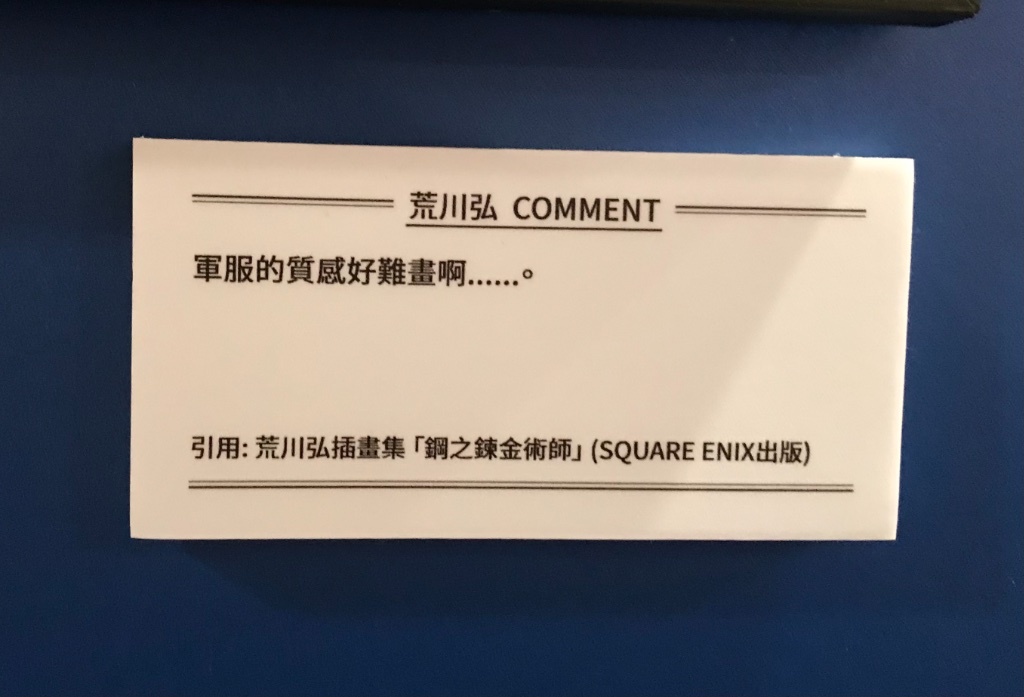 荒川弘 COMMENT
軍服的質感好難畫啊......。
引用: 荒川弘插畫集「鋼之鍊金術師」(SQUARE ENIX出版)